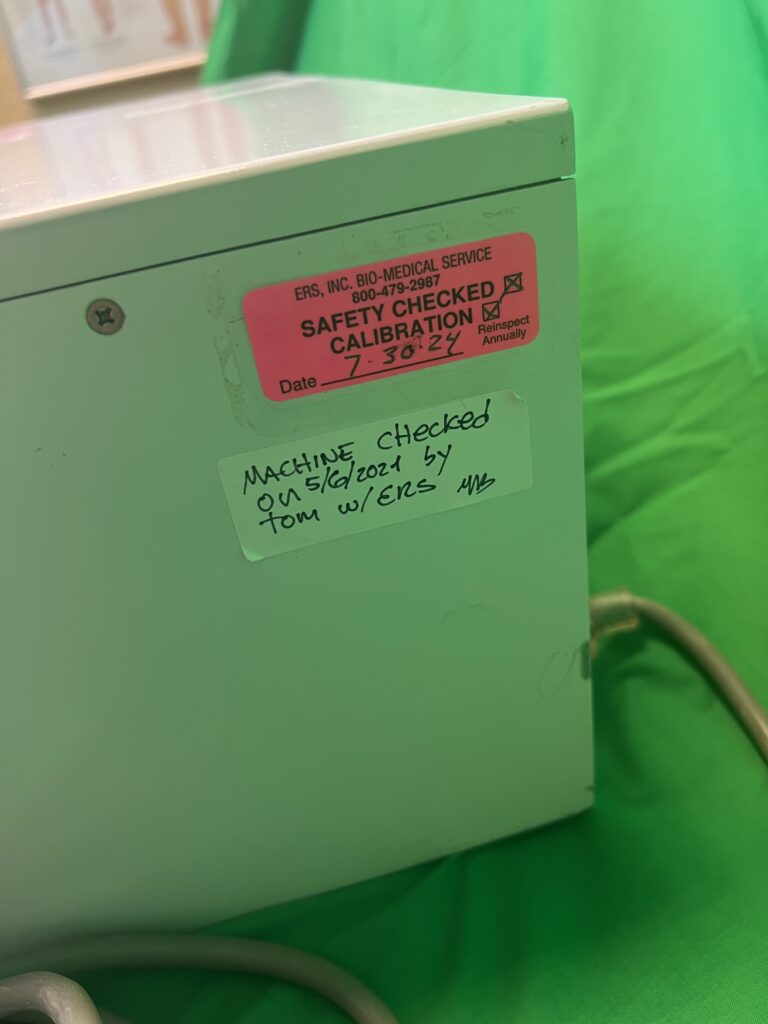 ERS, INC. BIO-MEDICAL SERVICE
800-479-2987
SAFETY CHECKED
CALIBRATION
Reinspect
Annually
Date 7-30-24
MACHINE CHecked
ON 5/6/2021 by
tom w/ERS